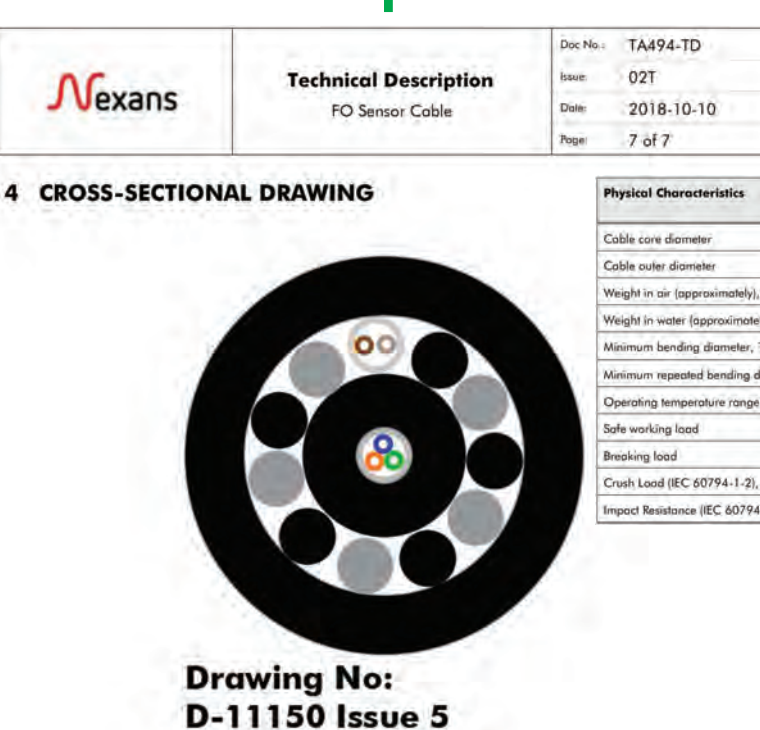 Nexans
Technical Description
FO Sensor Cable
Doc No.: TA494-TD
Issue: 02T
Date: 2018-10-10
Page: 7 of 7
4 CROSS-SECTIONAL DRAWING
Physical Characteristics
Cable core diameter
Cable outer diameter
Weight in air (approximately),
Weight in water (approximate
Minimum bending diameter,
Minimum repeated bending d
Operating temperature range
Safe working load
Breaking load
Crush Load (IEC 60794-1-2),
Impact Resistance (IEC 60794
Drawing No:
D-11150 Issue 5